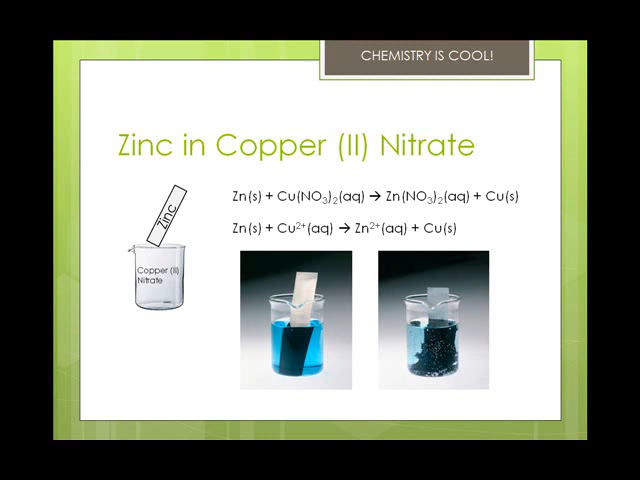 CHEMISTRY IS COOL!
Zinc in Copper (II) Nitrate
Zn(s) + Cu(NO₃)₂(aq) → Zn(NO₃)₂(aq) + Cu(s)
Zn(s) + Cu²⁺(aq) → Zn²⁺(aq) + Cu(s)
Zinc
Copper (II)
Nitrate